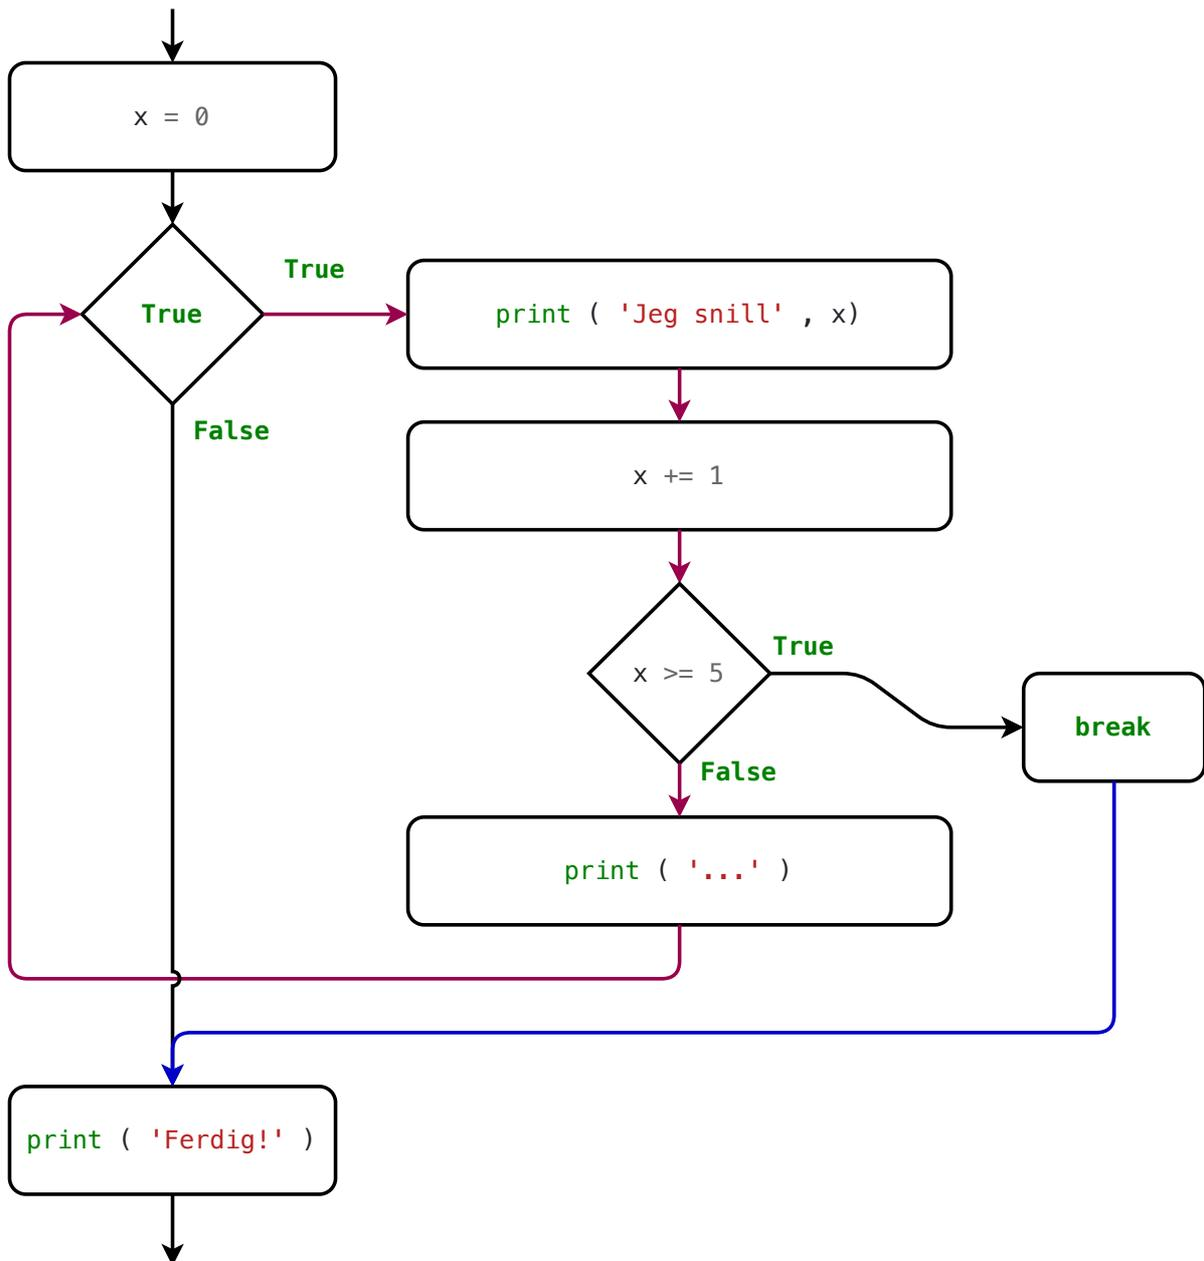 x = 0
True
True
print ( 'Jeg snill' , x)
False
x += 1
x >= 5
True
break
False
print ( '...' )
print ( 'Ferdig!' )